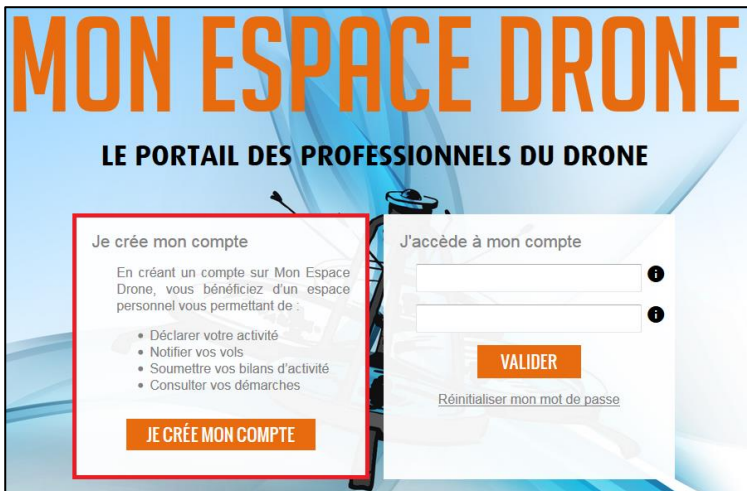 MON ESPACE DRONE
LE PORTAIL DES PROFESSIONNELS DU DRONE
Je crée mon compte
En créant un compte sur Mon Espace
Drone, vous bénéficiez d'un espace
personnel vous permettant de :
• Déclarer votre activité
• Notifier vos vols
• Soumettre vos bilans d'activité
• Consulter vos démarches
JE CRÉE MON COMPTE
J'accède à mon compte
VALIDER
Réinitialiser mon mot de passe